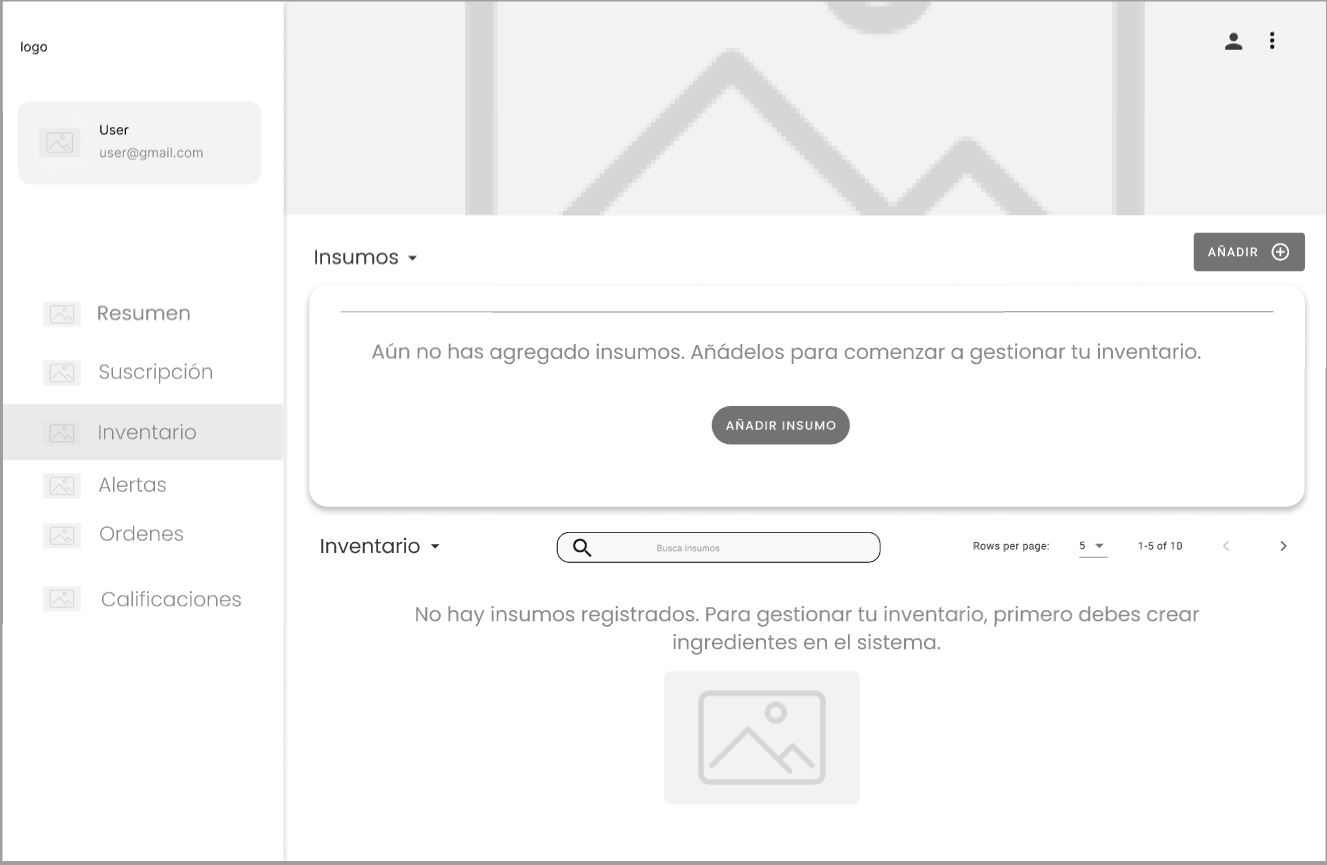 logo
User
user@gmail.com
Resumen
Suscripción
Inventario
Alertas
Ordenes
Calificaciones
Insumos
AÑADIR
Aún no has agregado insumos. Añádelos para comenzar a gestionar tu inventario.
AÑADIR INSUMO
Inventario
Busca insumos
Rows per page:
5
1-5 of 10
No hay insumos registrados. Para gestionar tu inventario, primero debes crear
ingredientes en el sistema.